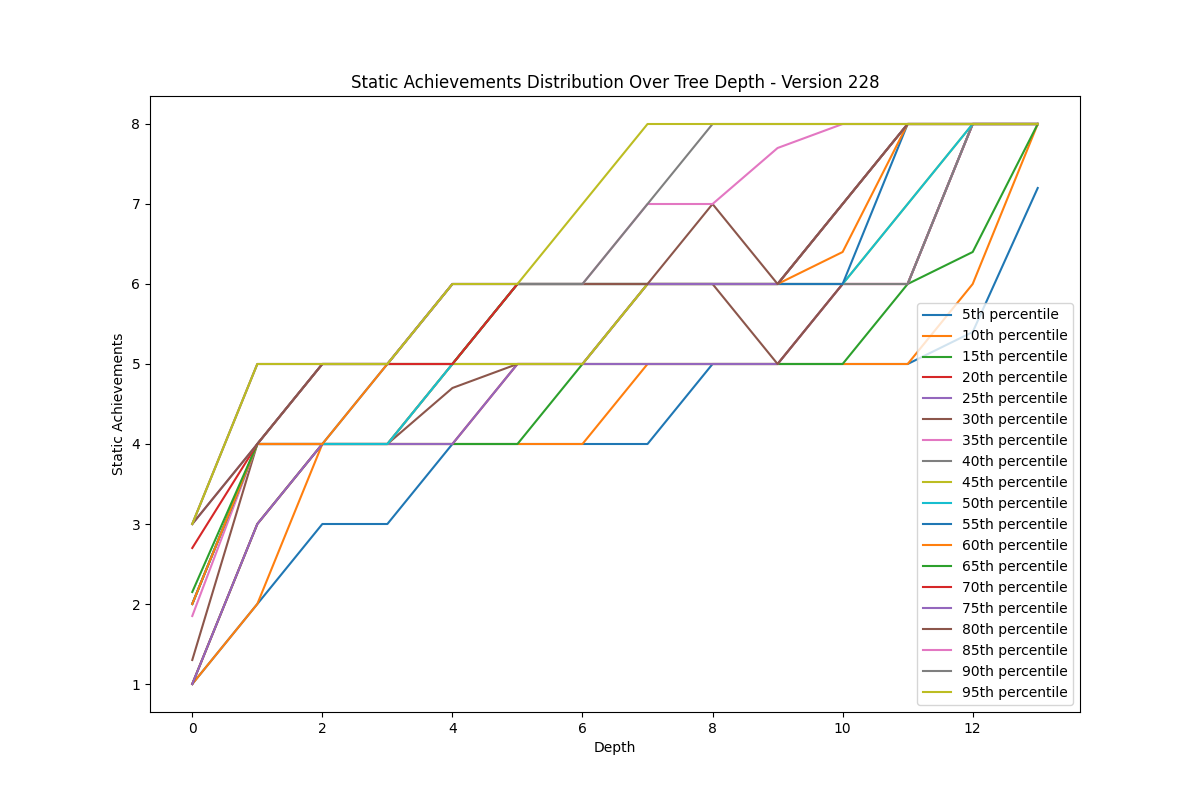 Static Achievements Distribution Over Tree Depth - Version 228
Static Achievements
8
7
6
5
4
3
2
1
0
2
4
6
8
10
12
Depth
5th percentile
10th percentile
15th percentile
20th percentile
25th percentile
30th percentile
35th percentile
40th percentile
45th percentile
50th percentile
55th percentile
60th percentile
65th percentile
70th percentile
75th percentile
80th percentile
85th percentile
90th percentile
95th percentile